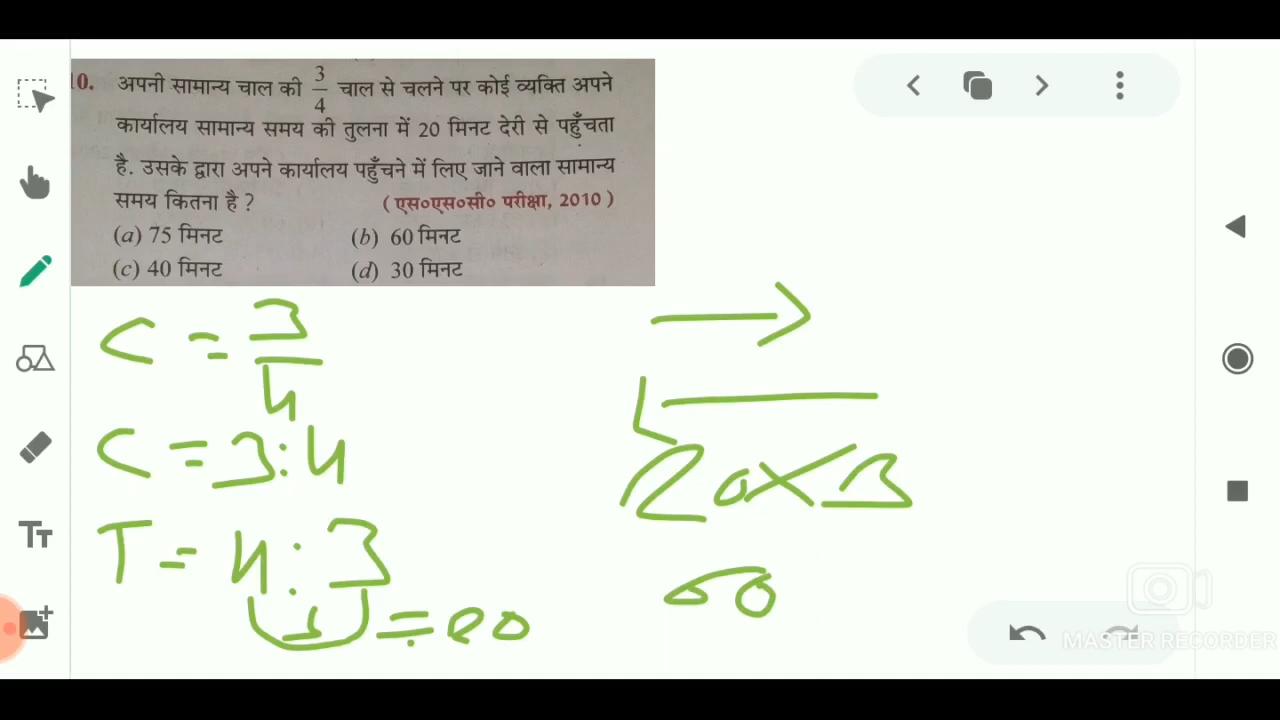 10. अपनी सामान्य चाल की 3/4 चाल से चलने पर कोई व्यक्ति अपने
कार्यालय सामान्य समय की तुलना में 20 मिनट देरी से पहुँचता
है. उसके द्वारा अपने कार्यालय पहुँचने में लिए जाने वाला सामान्य
समय कितना है ? (एस०एस०सी० परीक्षा, 2010)
(a) 75 मिनट (b) 60 मिनट
(c) 40 मिनट (d) 30 मिनट
C = 3/4
C = 3:4
T = 4:3
1 = 20
20×3
60
Tт
MASTER RECORDER